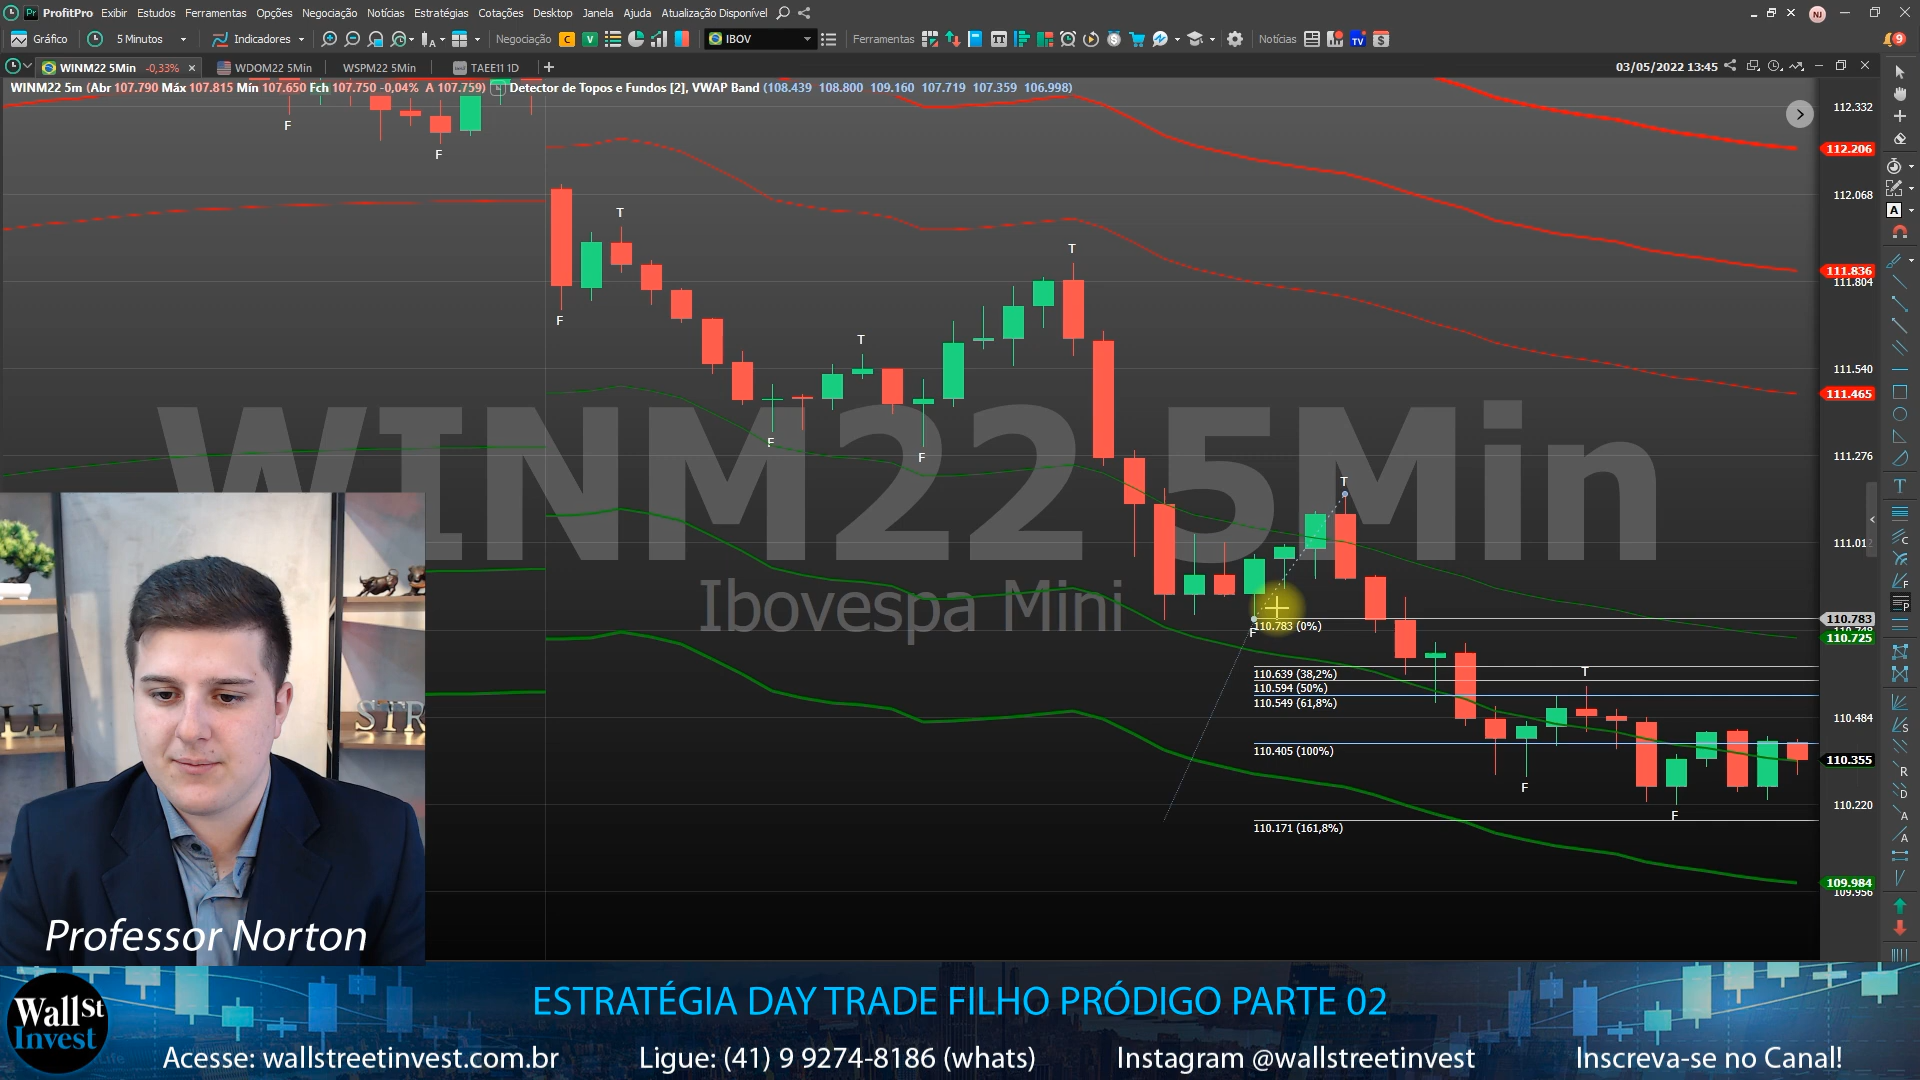 ProfitPro Exibir Estudos Ferramentas Opções Negociação Notícias Estratégias Cotações Desktop Janela Ajuda Atualização Disponível
NJ
Gráfico 5 Minutos Indicadores Negociação C V IBOV Ferramentas Notícias
9
WINM22 5Min -0,33% WDOM22 5Min WSPM22 5Min TAEE11 1D
03/05/2022 13:45
WINM22 5m (Abr 107.790 Máx 107.815 Mín 107.650 Fch 107.750 -0,04% A 107.759) Detector de Topos e Fundos [2], VWAP Band (108.439 108.800 109.160 107.719 107.359 106.998)
112.332
F
112.206
F
112.068
T
T
111.836
111.804
F
T
111.540
111.465
F
F
111.276
T
WINM22 5Min
Ibovespa Mini
111.012
110.783
F
110.783 (0%)
110.748
110.725
110.639 (38,2%)
T
110.594 (50%)
110.549 (61,8%)
110.484
110.405 (100%)
110.355
F
110.220
F
110.171 (161,8%)
109.984
109.956
Professor Norton
Wall St Invest
ESTRATÉGIA DAY TRADE FILHO PRÓDIGO PARTE 02
Acesse: wallstreetinvest.com.br Ligue: (41) 9 9274-8186 (whats) Instagram @wallstreetinvest Inscreva-se no Canal!